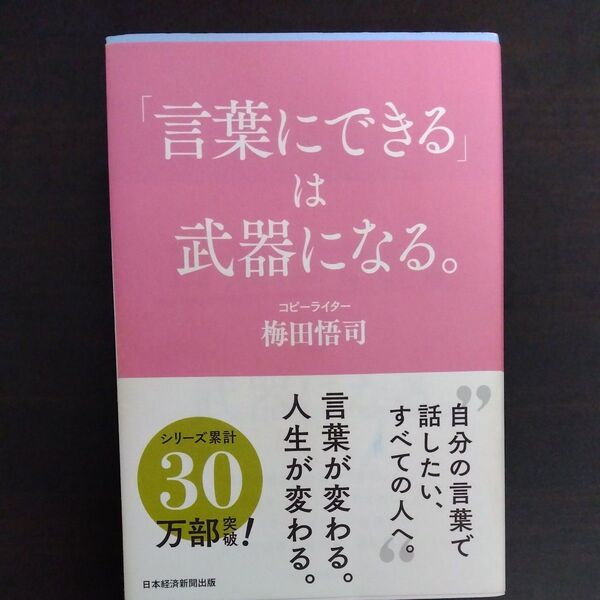 「言葉にできる」
は
武器になる。
コピーライター
梅田悟司
〝自分の言葉で
話したい、
すべての人へ。〟
言葉が変わる。
人生が変わる。
シリーズ累計
30
万部突破！
日本経済新聞出版